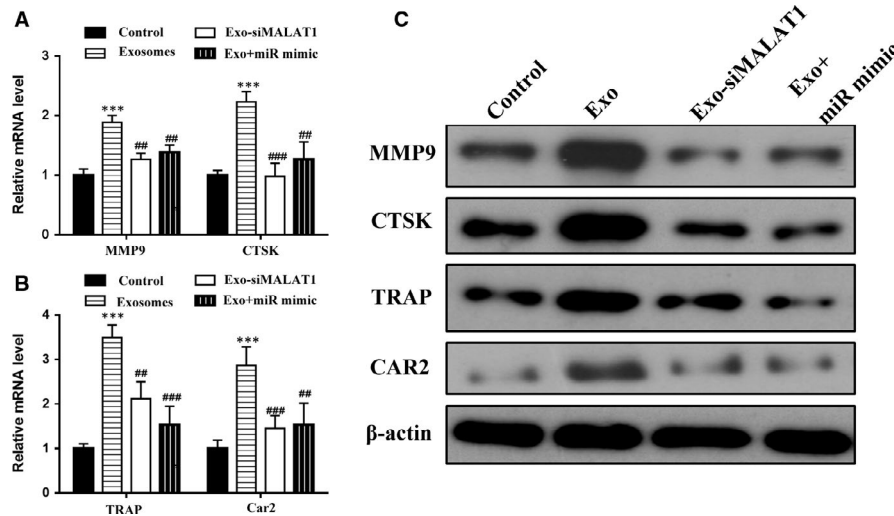 A
Control
Exo-siMALAT1
Exosomes
Exo+miR mimic
Relative mRNA level
3
2
1
0
***
##
##
***
###
##
MMP9
CTSK
B
Control
Exo-siMALAT1
Exosomes
Exo+miR mimic
Relative mRNA level
5
4
3
2
1
0
***
##
###
***
###
##
TRAP
Car2
C
Control
Exo
Exo-siMALAT1
Exo+
miR mimic
MMP9
CTSK
TRAP
CAR2
β-actin